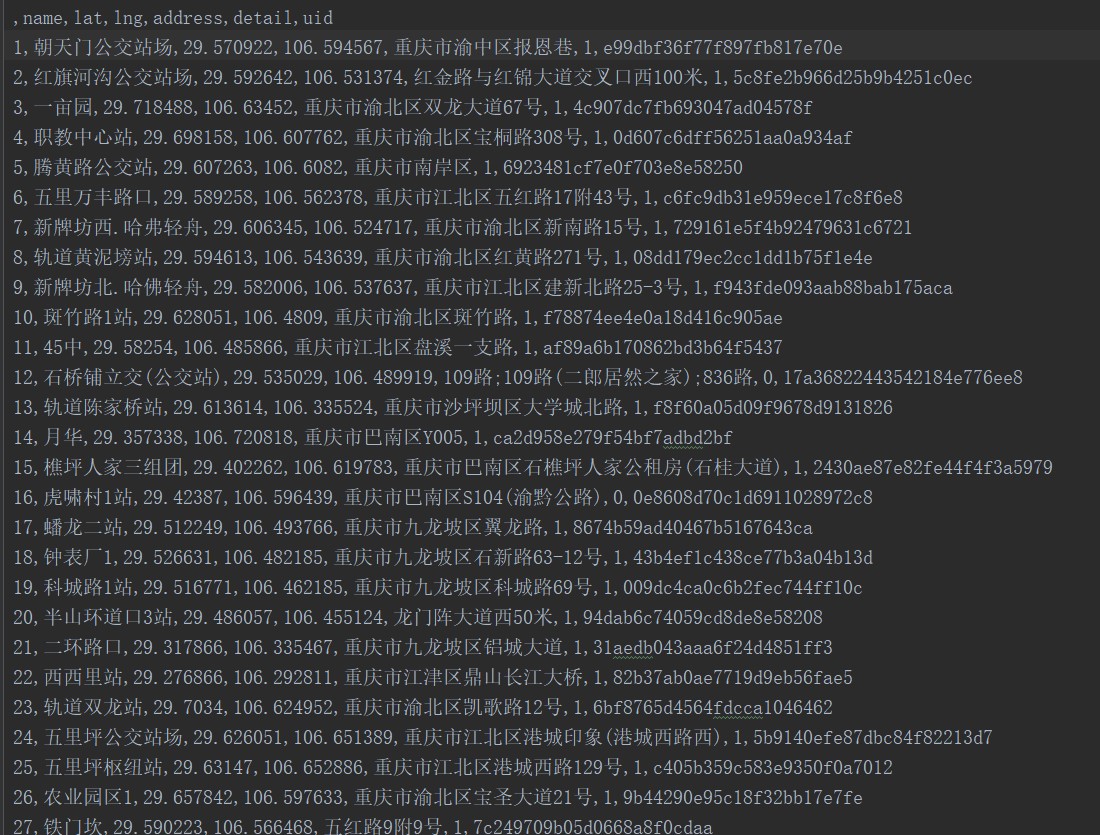 ,name,lat,lng,address,detail,uid
1,朝天门公交站场,29.570922,106.594567,重庆市渝中区报恩巷,1,e99dbf36f77f897fb817e70e
2,红旗河沟公交站场,29.592642,106.531374,红金路与红锦大道交叉口西100米,1,5c8fe2b966d25b9b4251c0ec
3,一亩园,29.718488,106.63452,重庆市渝北区双龙大道67号,1,4c907dc7fb693047ad04578f
4,职教中心站,29.698158,106.607762,重庆市渝北区宝桐路308号,1,0d607c6dff56251aa0a934af
5,腾黄路公交站,29.607263,106.6082,重庆市南岸区,1,6923481cf7e0f703e8e58250
6,五里万丰路口,29.589258,106.562378,重庆市江北区五红路17附43号,1,c6fc9db31e959ece17c8f6e8
7,新牌坊西.哈弗轻舟,29.606345,106.524717,重庆市渝北区新南路15号,1,729161e5f4b92479631c6721
8,轨道黄泥塝站,29.594613,106.543639,重庆市渝北区红黄路271号,1,08dd179ec2cc1dd1b75f1e4e
9,新牌坊北.哈佛轻舟,29.582006,106.537637,重庆市江北区建新北路25-3号,1,f943fde093aab88bab175aca
10,斑竹路1站,29.628051,106.4809,重庆市渝北区斑竹路,1,f78874ee4e0a18d416c905ae
11,45中,29.58254,106.485866,重庆市江北区盘溪一支路,1,af89a6b170862bd3b64f5437
12,石桥铺立交(公交站),29.535029,106.489919,109路;109路(二郎居然之家);836路,0,17a36822443542184e776ee8
13,轨道陈家桥站,29.613614,106.335524,重庆市沙坪坝区大学城北路,1,f8f60a05d09f9678d9131826
14,月华,29.357338,106.720818,重庆市巴南区Y005,1,ca2d958e279f54bf7adbd2bf
15,樵坪人家三组团,29.402262,106.619783,重庆市巴南区石樵坪人家公租房(石桂大道),1,2430ae87e82fe44f4f3a5979
16,虎啸村1站,29.42387,106.596439,重庆市巴南区S104(渝黔公路),0,0e8608d70c1d6911028972c8
17,蟠龙二站,29.512249,106.493766,重庆市九龙坡区翼龙路,1,8674b59ad40467b5167643ca
18,钟表厂1,29.526631,106.482185,重庆市九龙坡区石新路63-12号,1,43b4ef1c438ce77b3a04b13d
19,科城路1站,29.516771,106.462185,重庆市九龙坡区科城路69号,1,009dc4ca0c6b2fec744ff10c
20,半山环道口3站,29.486057,106.455124,龙门阵大道西50米,1,94dab6c74059cd8de8e58208
21,二环路口,29.317866,106.335467,重庆市九龙坡区铝城大道,1,31aedb043aaa6f24d4851ff3
22,西西里站,29.276866,106.292811,重庆市江津区鼎山长江大桥,1,82b37ab0ae7719d9eb56fae5
23,轨道双龙站,29.7034,106.624952,重庆市渝北区凯歌路12号,1,6bf8765d4564fdcca1046462
24,五里坪公交站场,29.626051,106.651389,重庆市江北区港城印象(港城西路西),1,5b9140efe87dbc84f82213d7
25,五里坪枢纽站,29.63147,106.652886,重庆市江北区港城西路129号,1,c405b359c583e9350f0a7012
26,农业园区1,29.657842,106.597633,重庆市渝北区宝圣大道21号,1,9b44290e95c18f32bb17e7fe
27,铁门坎,29.590223,106.566468,五红路9附9号,1,7c249709b05d0668a8f0cdaa